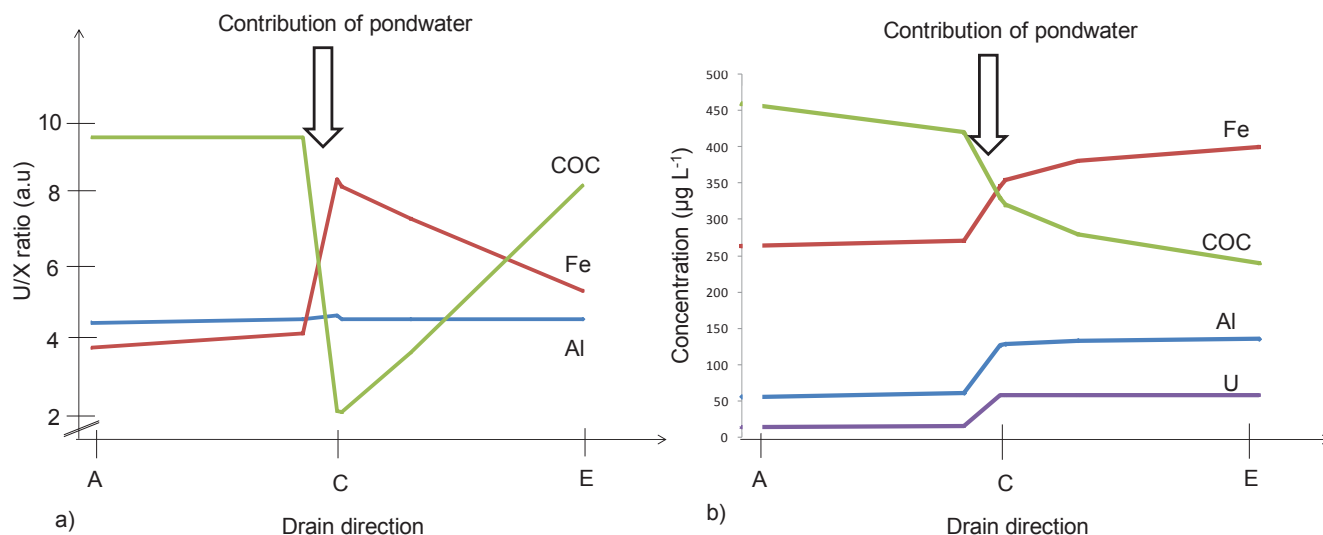 Contribution of pondwater
U/X ratio (a.u)
10
8
6
4
2
COC
Fe
Al
A
C
E
a)
Drain direction
Contribution of pondwater
Concentration (µg L-1)
500
450
400
350
300
250
200
150
100
50
0
Fe
COC
Al
U
A
C
E
b)
Drain direction